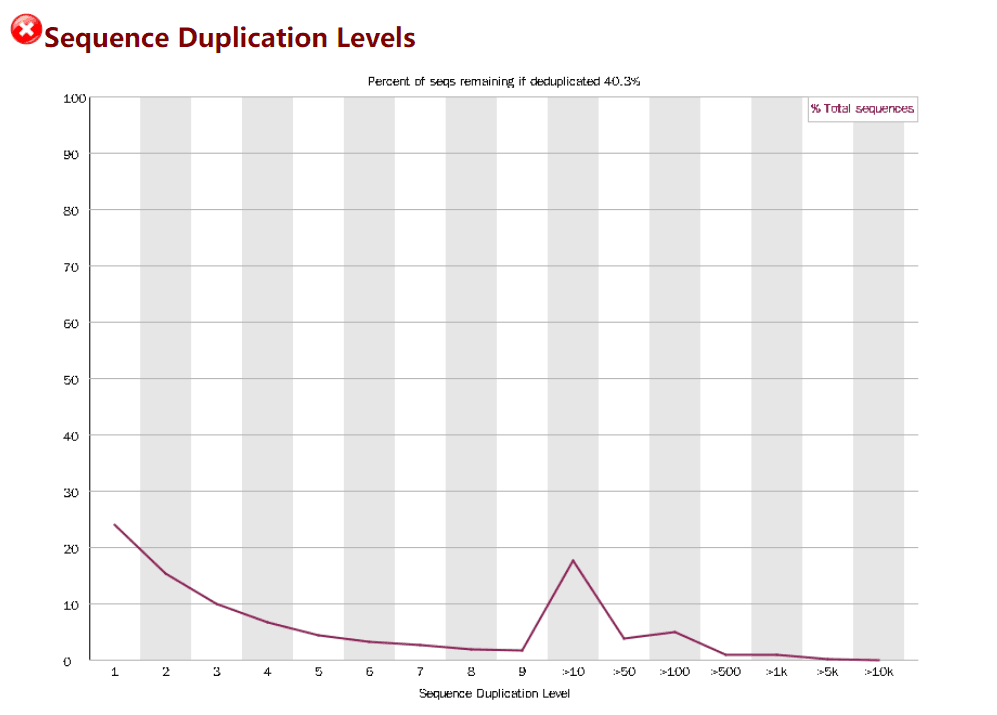 Sequence Duplication Levels
Percent of seqs remaining if deduplicated 40.3%
% Total sequences
100
90
80
70
60
50
40
30
20
10
0
1 2 3 4 5 6 7 8 9 >10 >50 >100 >500 >1k >5k >10k
Sequence Duplication Level